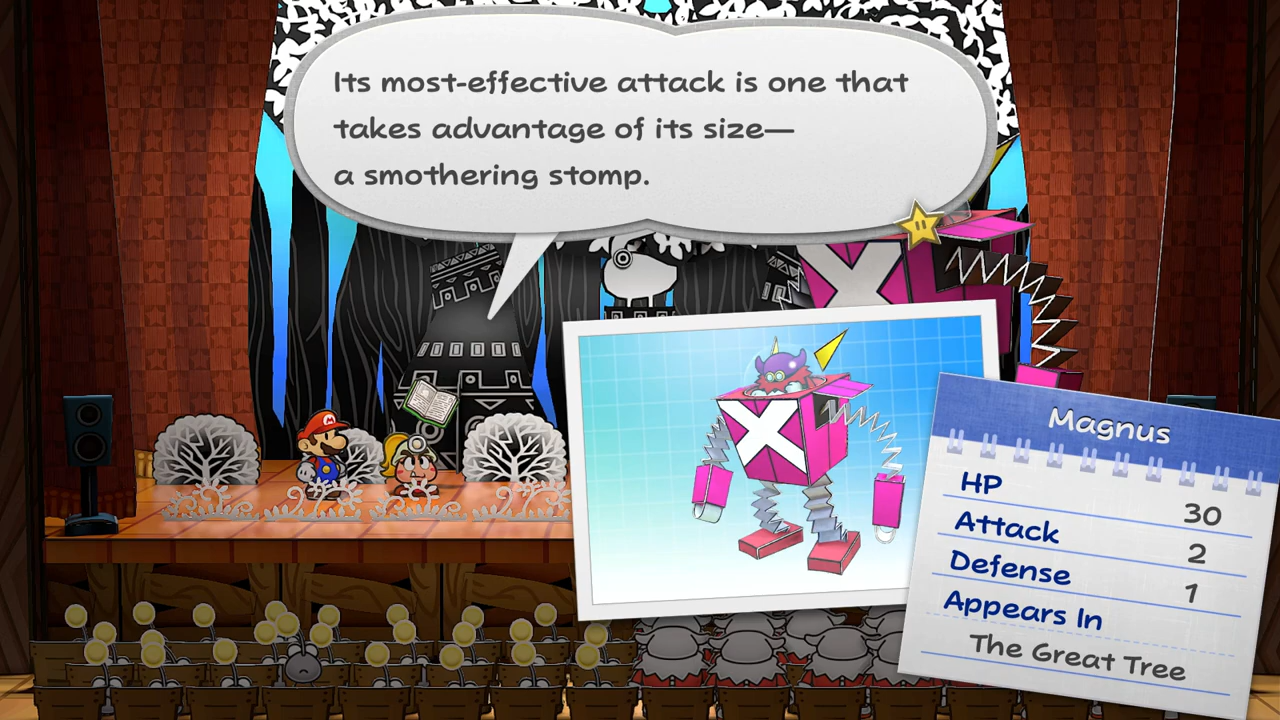 Its most-effective attack is one that
takes advantage of its size—
a smothering stomp.
Magnus
HP 30
Attack 2
Defense 1
Appears In
The Great Tree